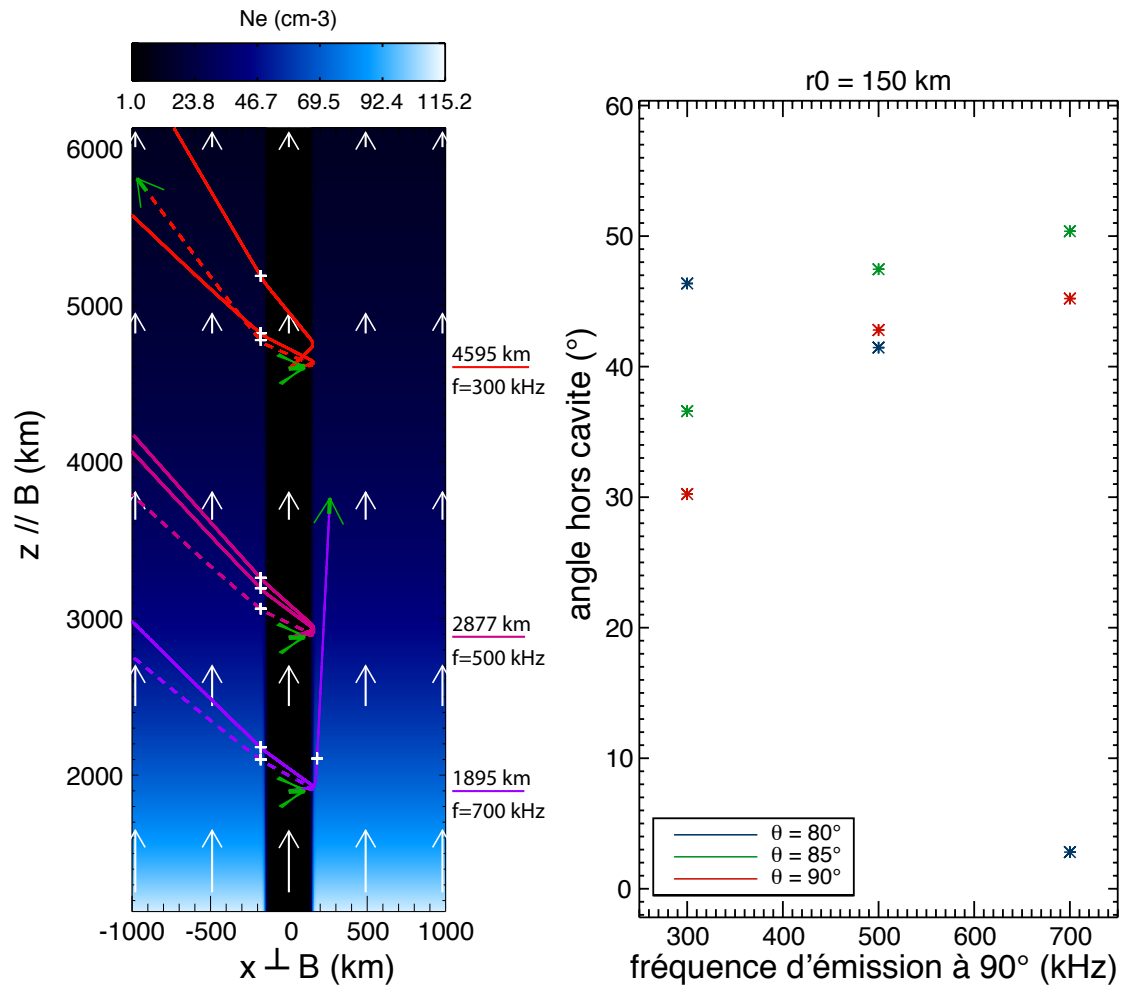 Ne (cm-3)
1.0 23.8 46.7 69.5 92.4 115.2
6000
5000
4000
3000
2000
z // B (km)
-1000 -500 0 500 1000
x ⊥ B (km)
4595 km
f=300 kHz
2877 km
f=500 kHz
1895 km
f=700 kHz
r0 = 150 km
60
50
40
30
20
10
0
angle hors cavite (°)
θ = 80°
θ = 85°
θ = 90°
300 400 500 600 700
fréquence d'émission à 90° (kHz)